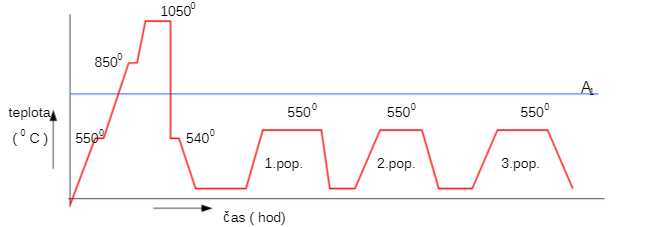 1050⁰
850⁰
A₁
teplota
( ⁰ C )
550⁰
540⁰
550⁰
550⁰
550⁰
1.pop.
2.pop.
3.pop.
čas ( hod)